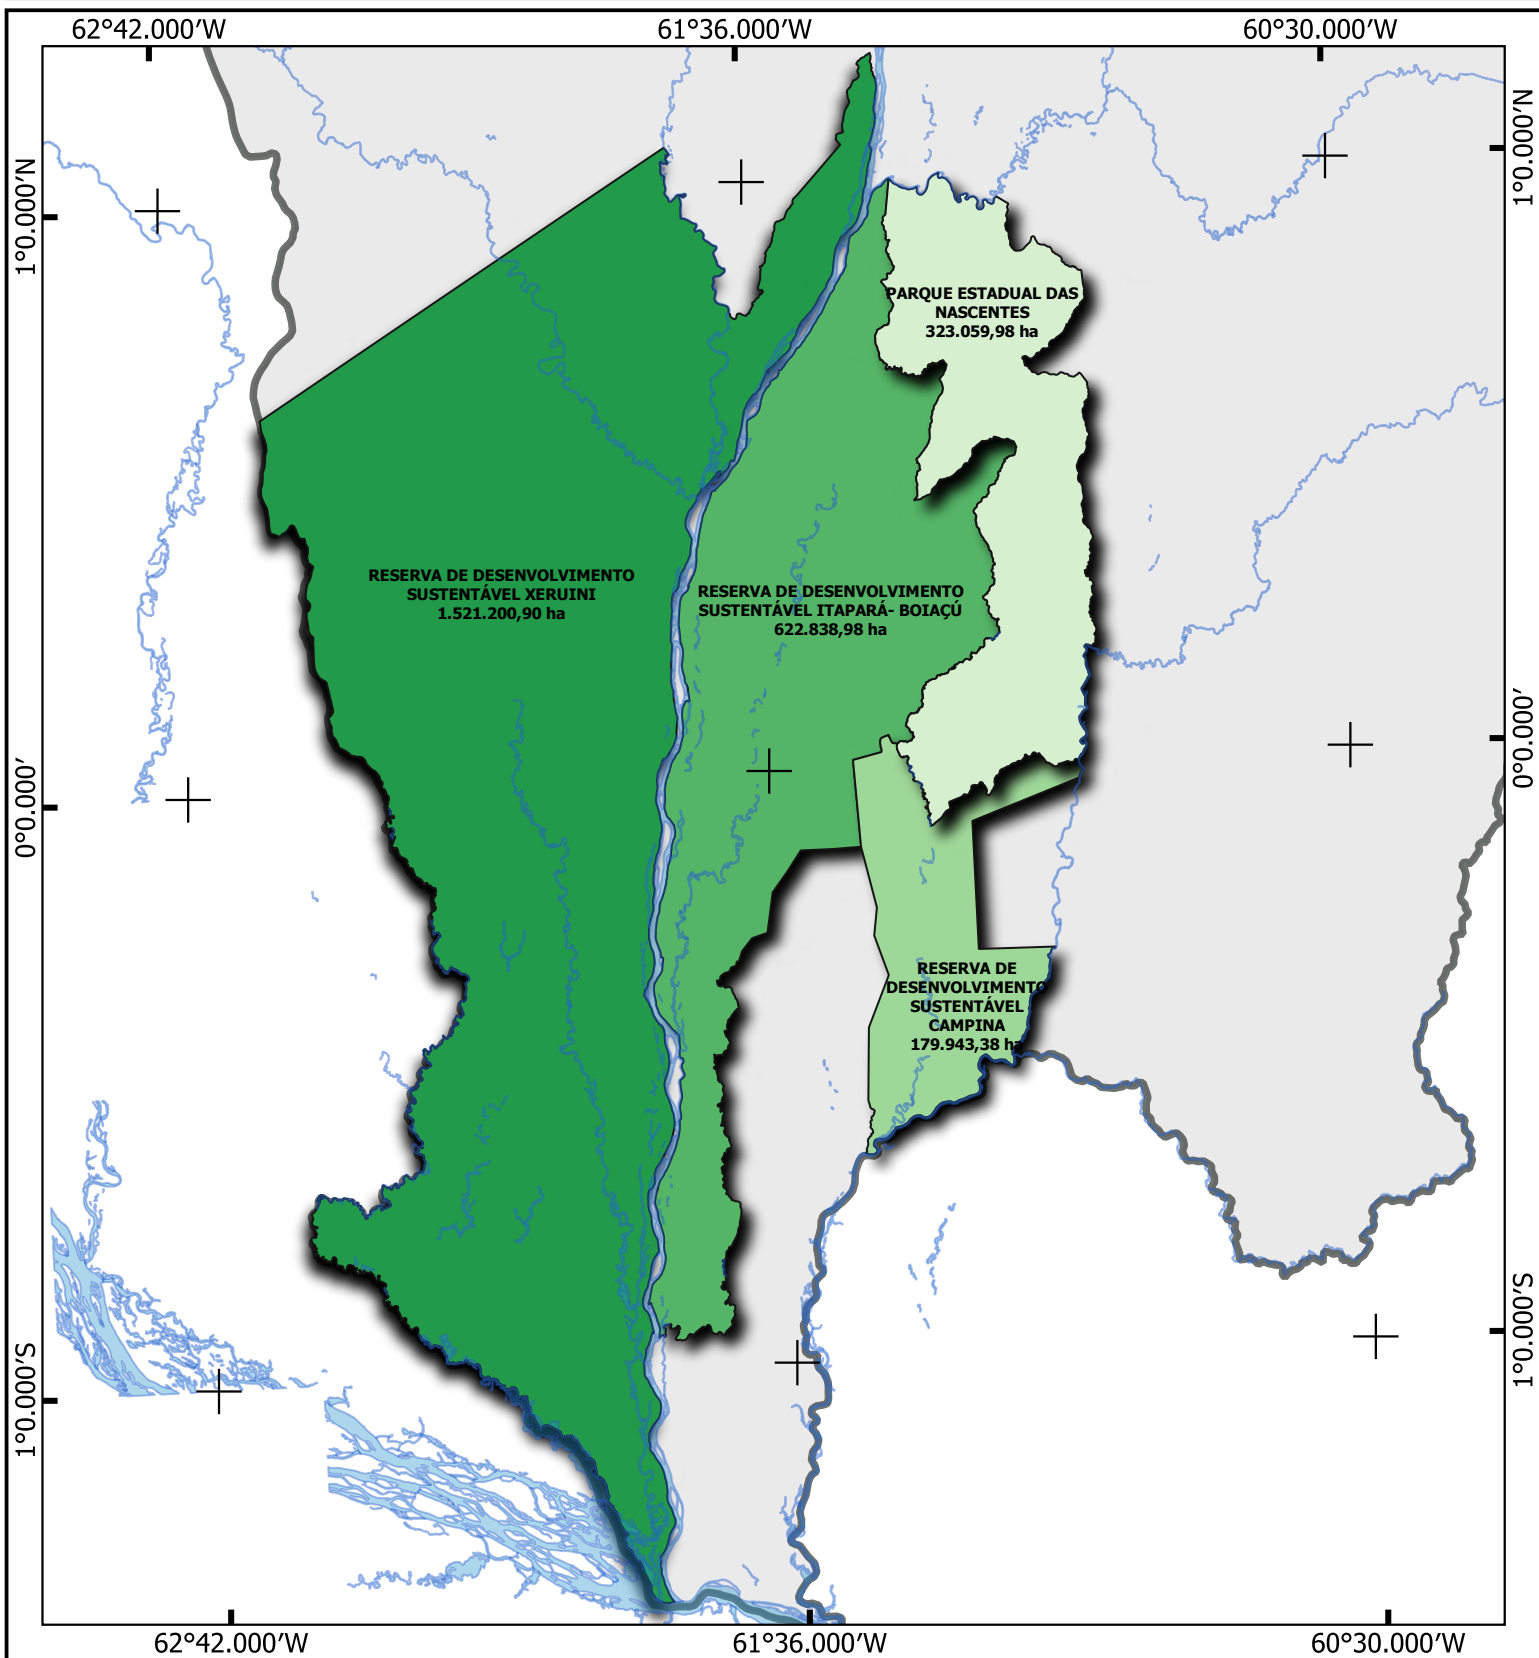 62°42.000'W
61°36.000'W
60°30.000'W
1°0.000'N
1°0.000'N
PARQUE ESTADUAL DAS
NASCENTES
323.059,98 ha
RESERVA DE DESENVOLVIMENTO
SUSTENTÁVEL XERUINI
1.521.200,90 ha
RESERVA DE DESENVOLVIMENTO
SUSTENTÁVEL ITAPARÁ- BOIAÇÚ
622.838,98 ha
0°0.000'
0°0.000'
RESERVA DE
DESENVOLVIMENTO
SUSTENTÁVEL
CAMPINA
179.943,38 ha
1°0.000'S
1°0.000'S
62°42.000'W
61°36.000'W
60°30.000'W